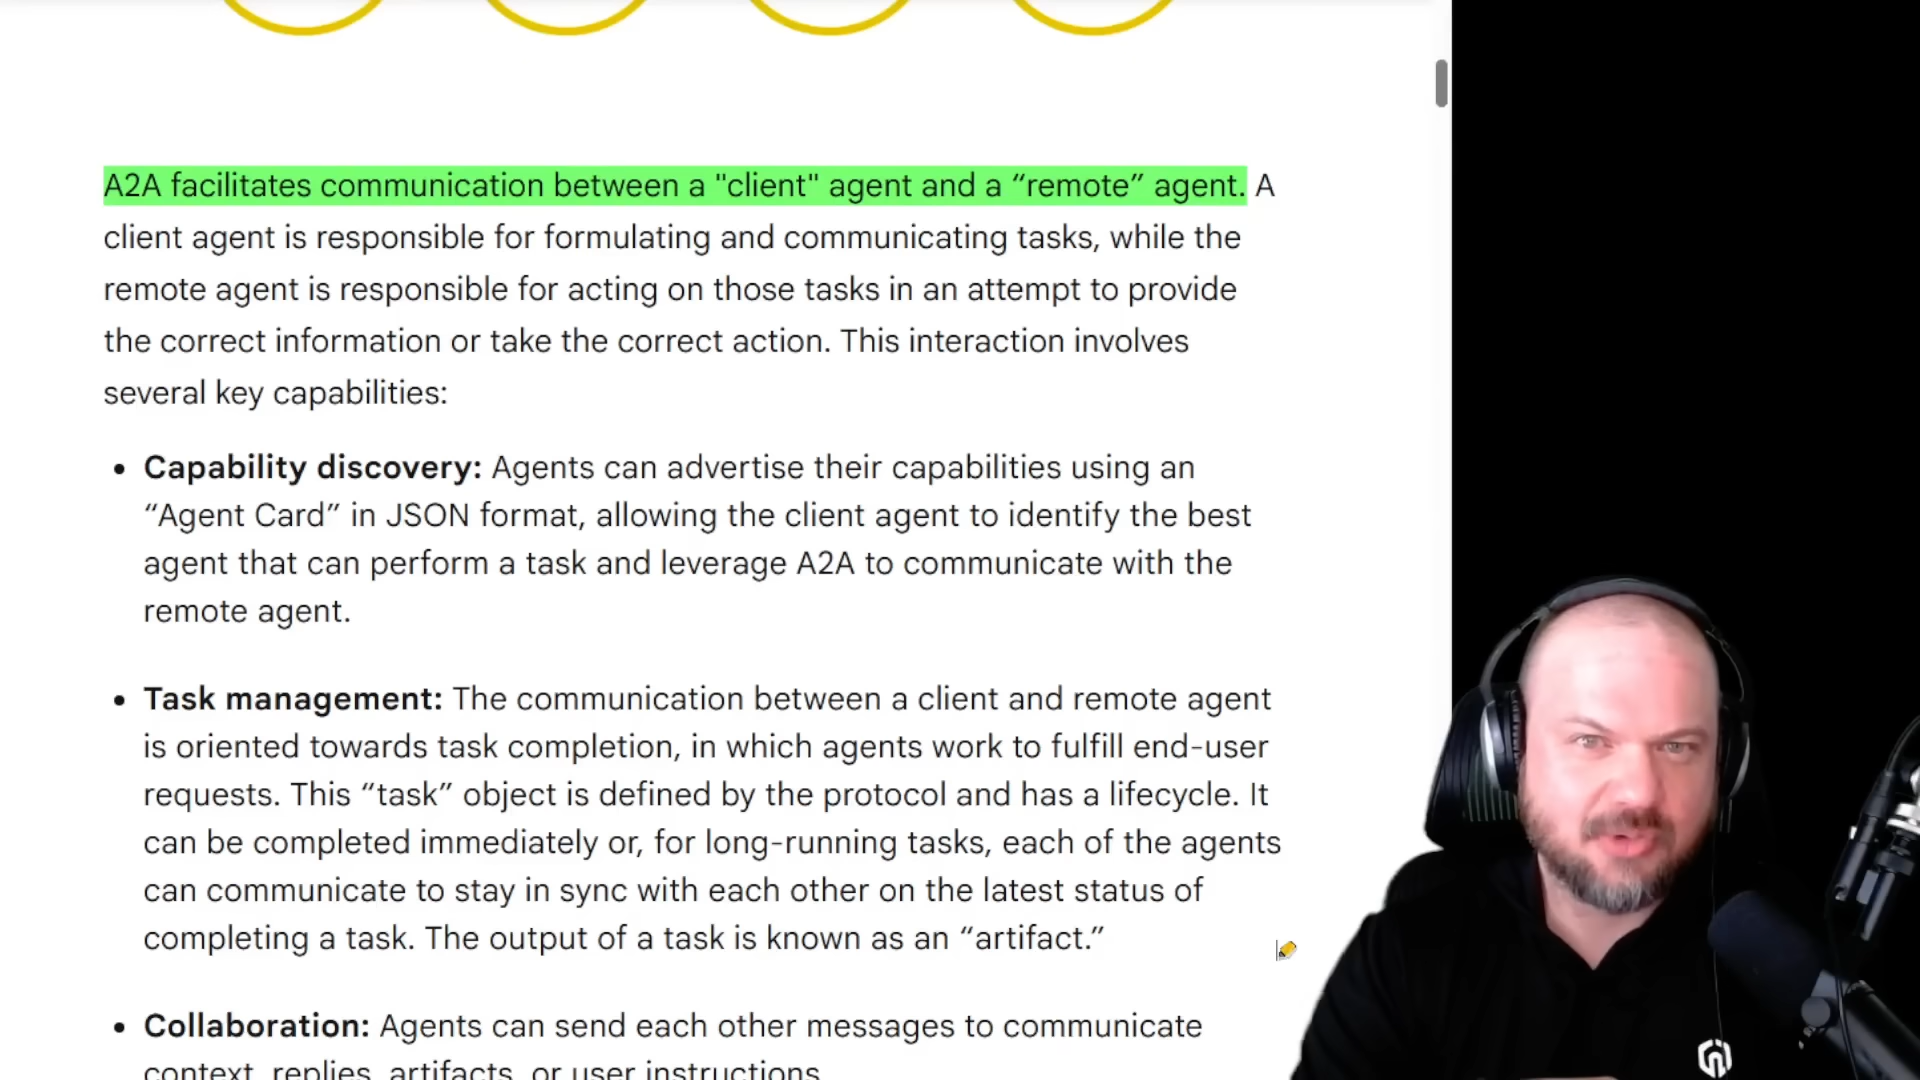 A2A facilitates communication between a "client" agent and a “remote” agent. A
client agent is responsible for formulating and communicating tasks, while the
remote agent is responsible for acting on those tasks in an attempt to provide
the correct information or take the correct action. This interaction involves
several key capabilities:
• Capability discovery: Agents can advertise their capabilities using an
“Agent Card” in JSON format, allowing the client agent to identify the best
agent that can perform a task and leverage A2A to communicate with the
remote agent.
• Task management: The communication between a client and remote agent
is oriented towards task completion, in which agents work to fulfill end-user
requests. This “task” object is defined by the protocol and has a lifecycle. It
can be completed immediately or, for long-running tasks, each of the agents
can communicate to stay in sync with each other on the latest status of
completing a task. The output of a task is known as an “artifact.”
• Collaboration: Agents can send each other messages to communicate
context, replies, artifacts, or user instructions.